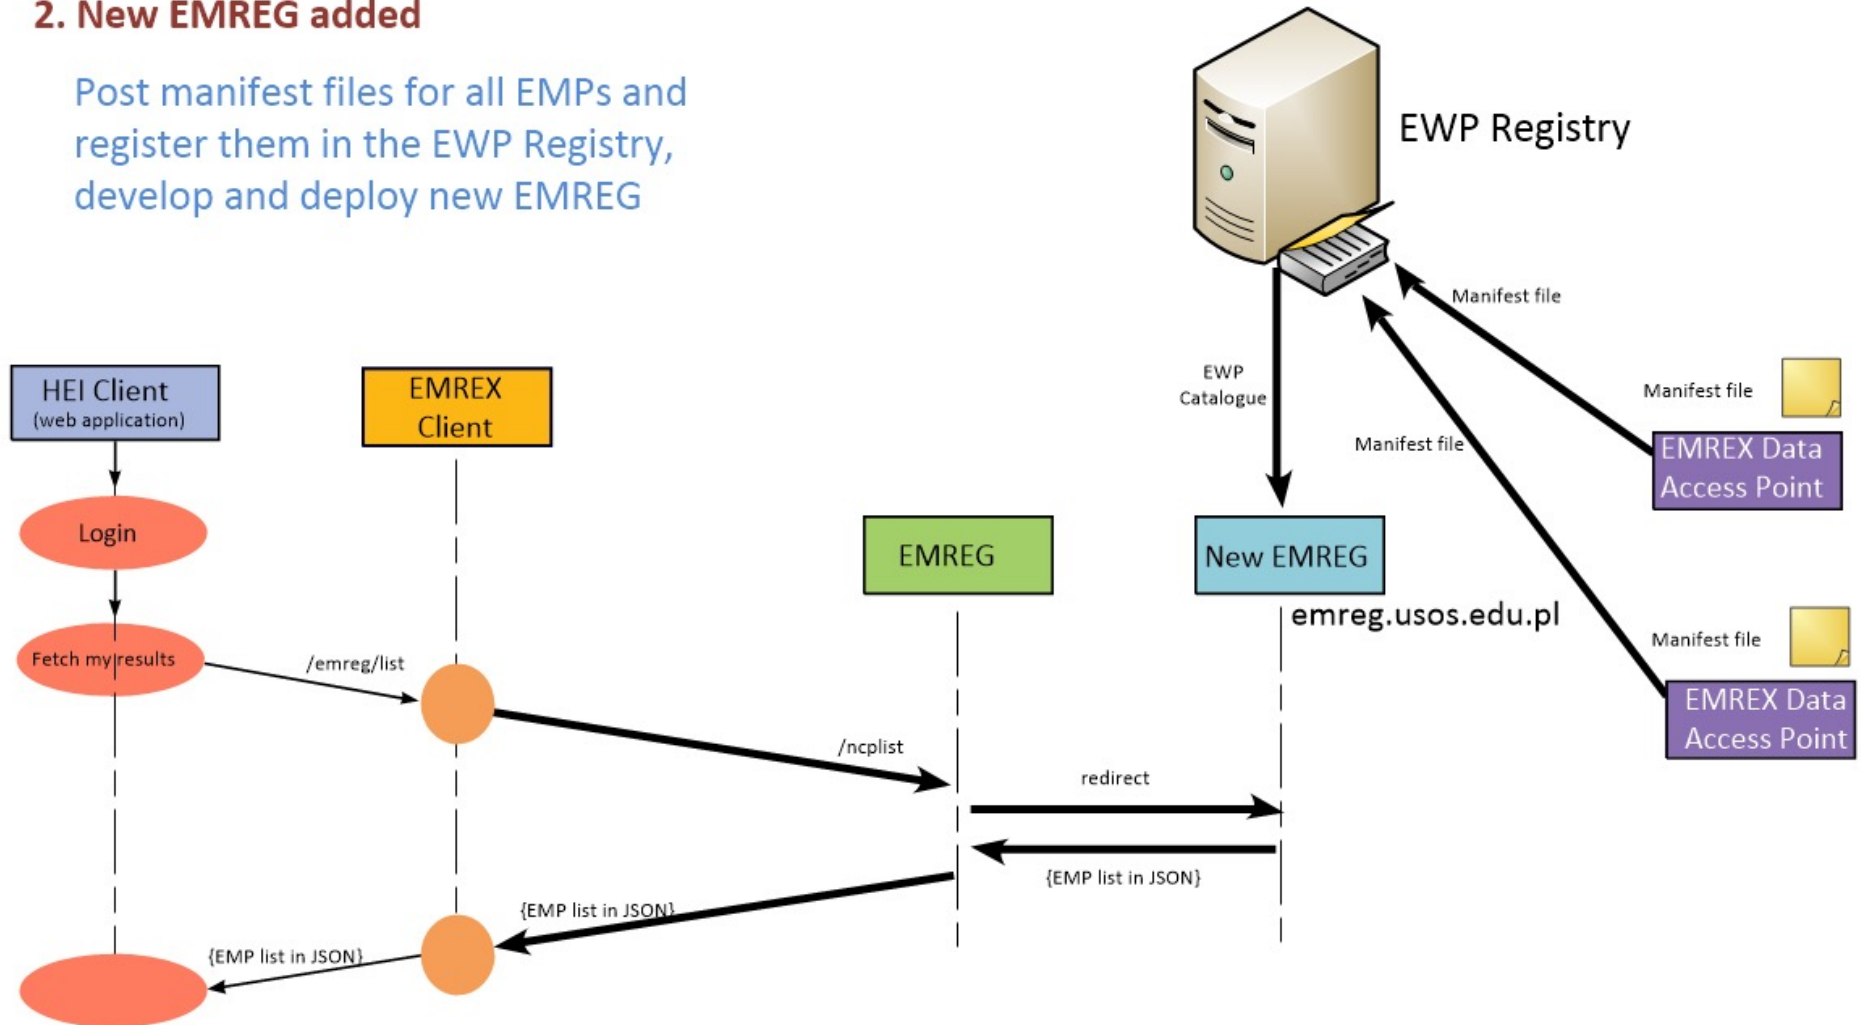 2. New EMREG added
Post manifest files for all EMPs and
register them in the EWP Registry,
develop and deploy new EMREG
EWP Registry
Manifest file
EWP
Catalogue
Manifest file
Manifest file
EMREX Data
Access Point
HEI Client
(web application)
EMREX
Client
Login
EMREG
New EMREG
emreg.usos.edu.pl
Manifest file
EMREX Data
Access Point
Fetch my results
/emreg/list
/ncplist
redirect
{EMP list in JSON}
{EMP list in JSON}
{EMP list in JSON}